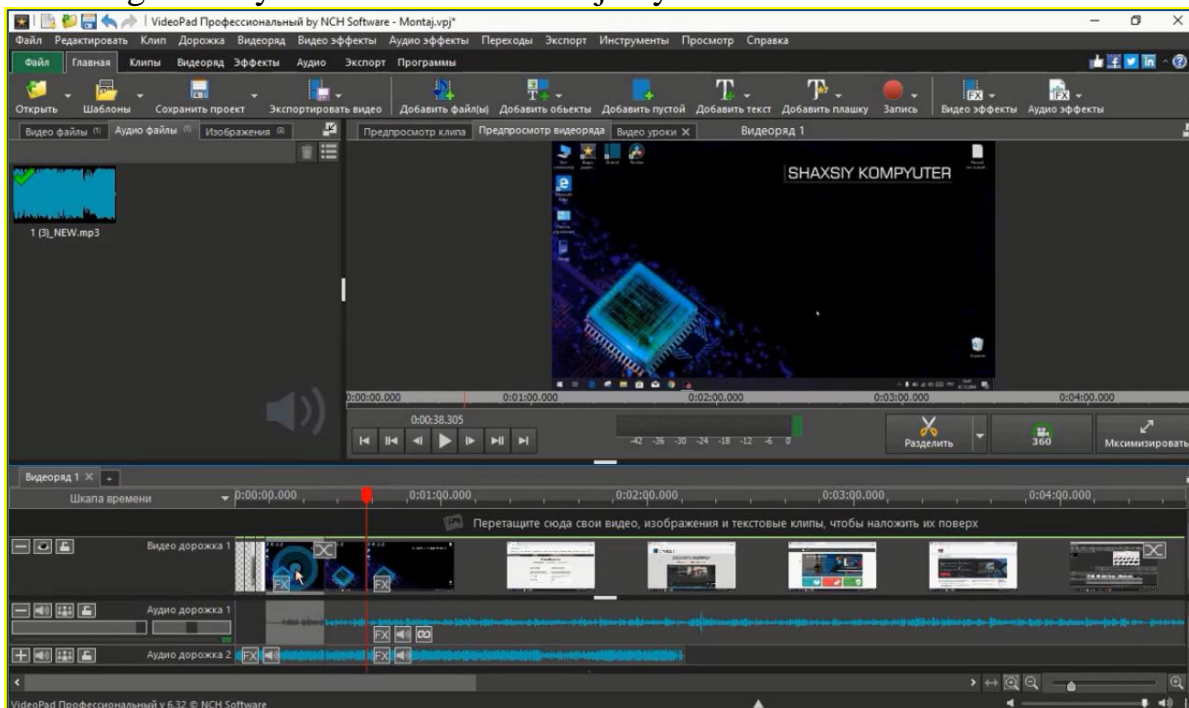 VideoPad Профессиональный by NCH Software - Montaj.vpj*
Файл Редактировать Клип Дорожка Видеоряд Видео эффекты Аудио эффекты Переходы Экспорт Инструменты Просмотр Справка
Файл Главная Клипы Видеоряд Эффекты Аудио Экспорт Программы
Открыть Шаблоны Сохранить проект Экспортировать видео Добавить файл(ы) Добавить объекты Добавить пустой Добавить текст Добавить плашку Запись Видео эффекты Аудио эффекты
Видео файлы Аудио файлы Изображения Предпросмотр клипа Предпросмотр видеоряда Видео уроки Видеоряд 1
SHAXSIY KOMPYUTER
1 (3)_NEW.mp3
0:00:00.000 0:01:00.000 0:02:00.000 0:03:00.000 0:04:00.000
0:00:38.305
-42 -36 -30 -24 -18 -12 -6 0
Разделить 360 Мксимизировать
Видеоряд 1
Шкала времени 0:00:00.000 0:01:00.000 0:02:00.000 0:03:00.000 0:04:00.000
Перетащите сюда свои видео, изображения и текстовые клипы, чтобы наложить их поверх
Видео дорожка 1
FX FX
Аудио дорожка 1
FX
Аудио дорожка 2 FX FX
VideoPad Профессиональный v 6.32 © NCH Software